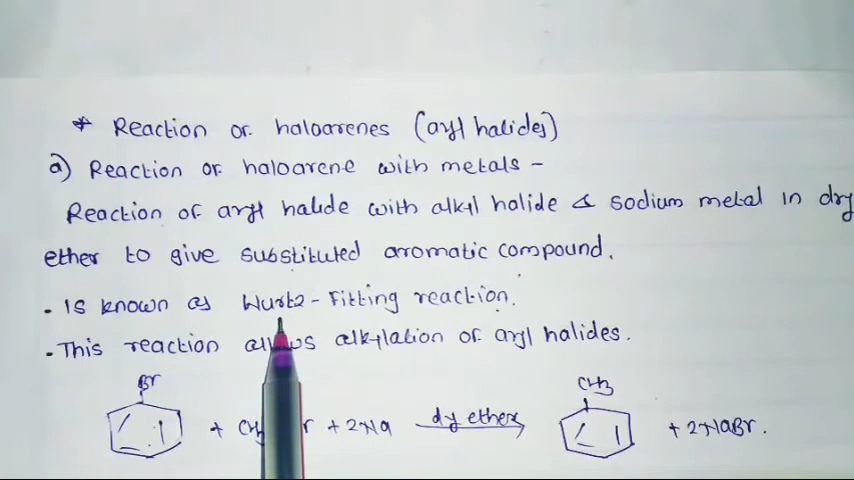 * Reaction of haloarenes (aryl halides)
a) Reaction of haloarene with metals -
Reaction of aryl halide with alkyl halide & sodium metal in dry
ether to give substituted aromatic compound.
• Is known as Wurtz - Fitting reaction.
• This reaction allows alkylation of aryl halides.
Br CH3
+ CH3 + 2Na dy ether + 2NaBr.